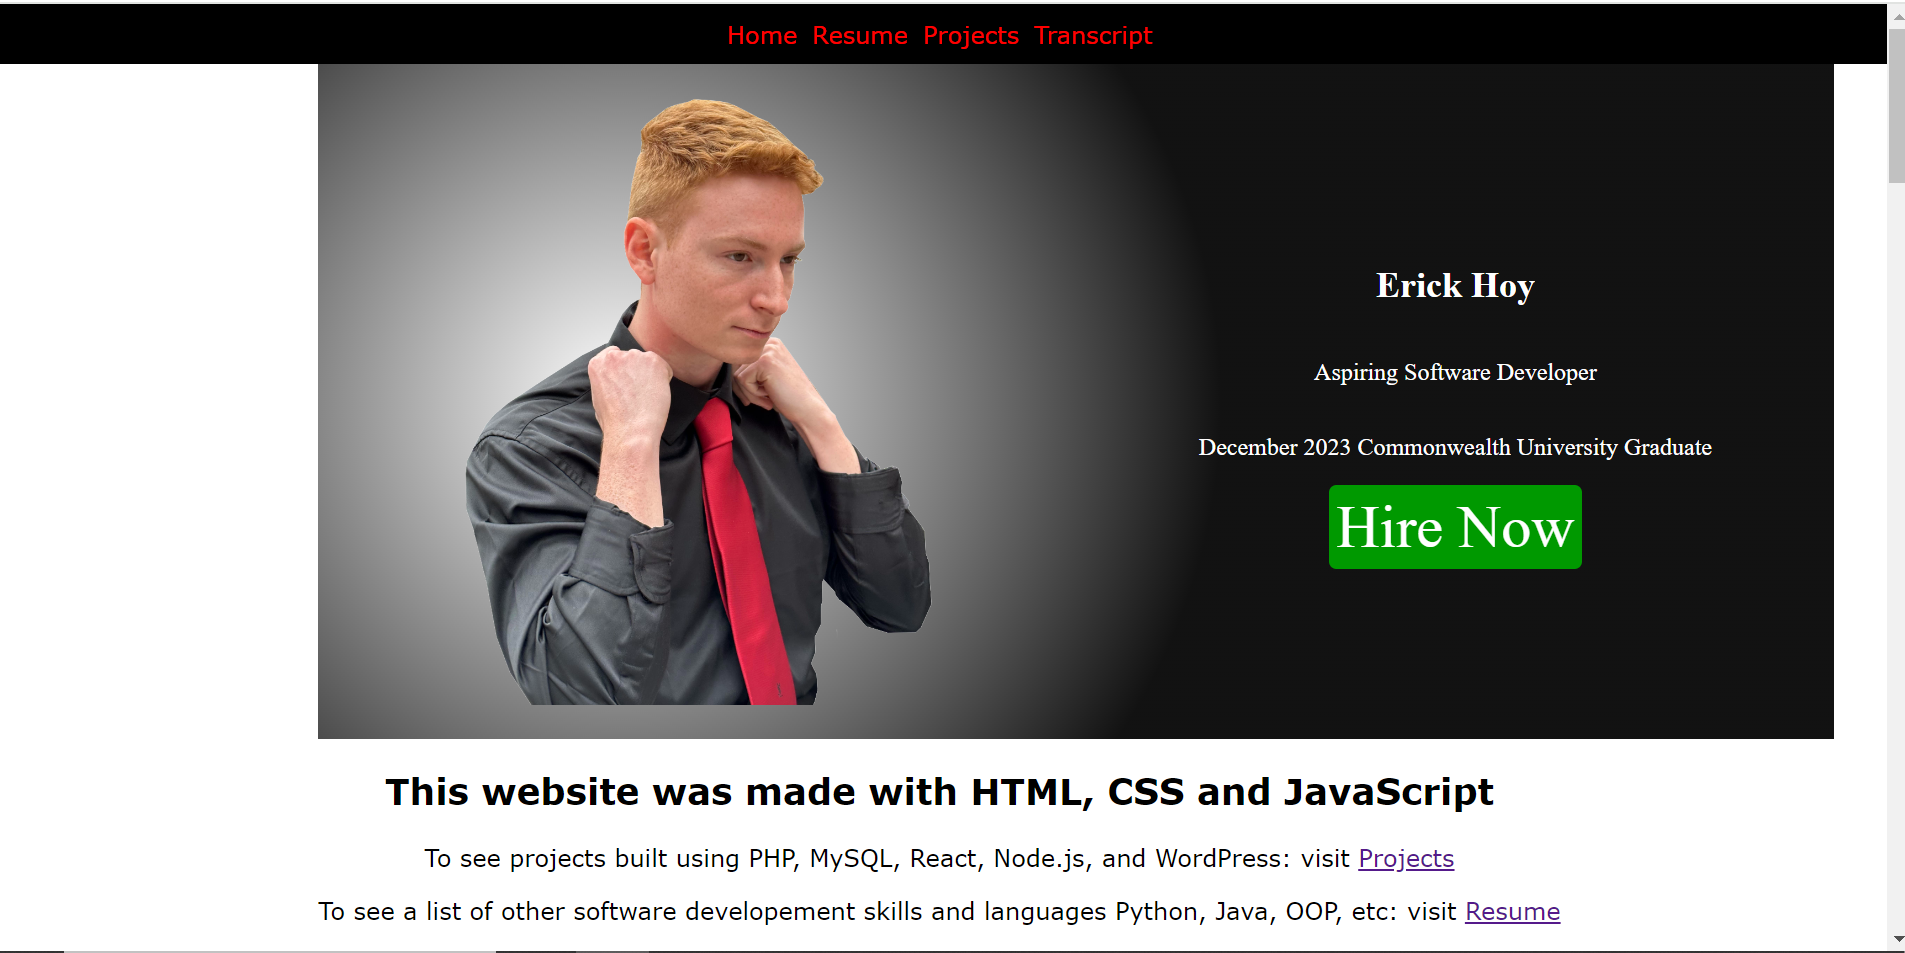 Home Resume Projects Transcript
Erick Hoy
Aspiring Software Developer
December 2023 Commonwealth University Graduate
Hire Now
This website was made with HTML, CSS and JavaScript
To see projects built using PHP, MySQL, React, Node.js, and WordPress: visit Projects
To see a list of other software developement skills and languages Python, Java, OOP, etc: visit Resume